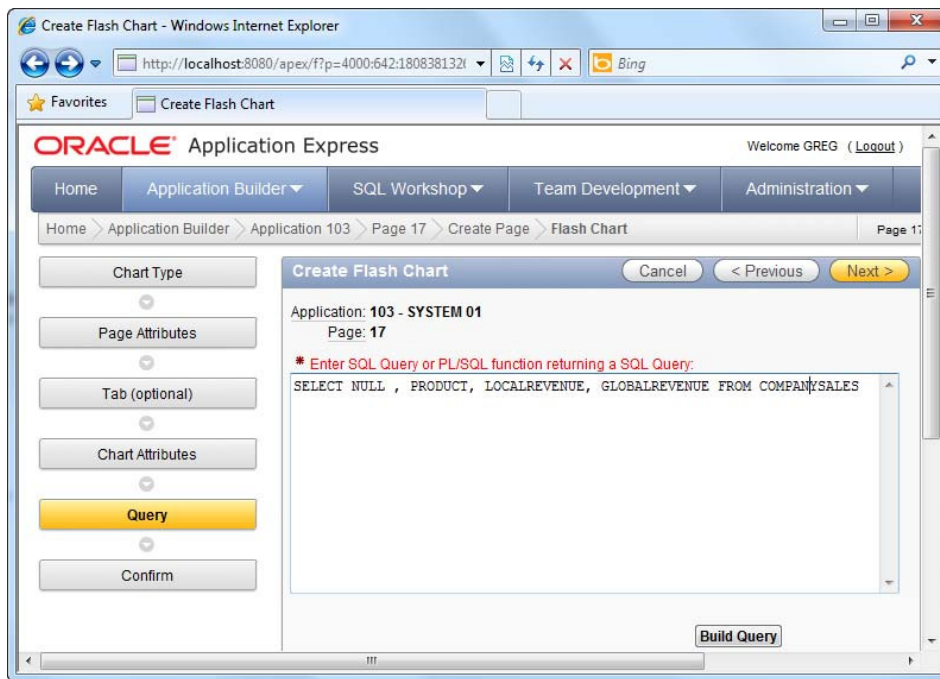 Create Flash Chart - Windows Internet Explorer
http://localhost:8080/apex/f?p=4000:642:180838132( Bing
Favorites Create Flash Chart
ORACLE Application Express Welcome GREG ( Logout )
Home Application Builder SQL Workshop Team Development Administration
Home Application Builder Application 103 Page 17 Create Page Flash Chart Page 17
Chart Type
Page Attributes
Tab (optional)
Chart Attributes
Query
Confirm
Create Flash Chart Cancel < Previous Next >
Application: 103 - SYSTEM 01
Page: 17
* Enter SQL Query or PL/SQL function returning a SQL Query:
SELECT NULL , PRODUCT, LOCALREVENUE, GLOBALREVENUE FROM COMPANYSALES
Build Query